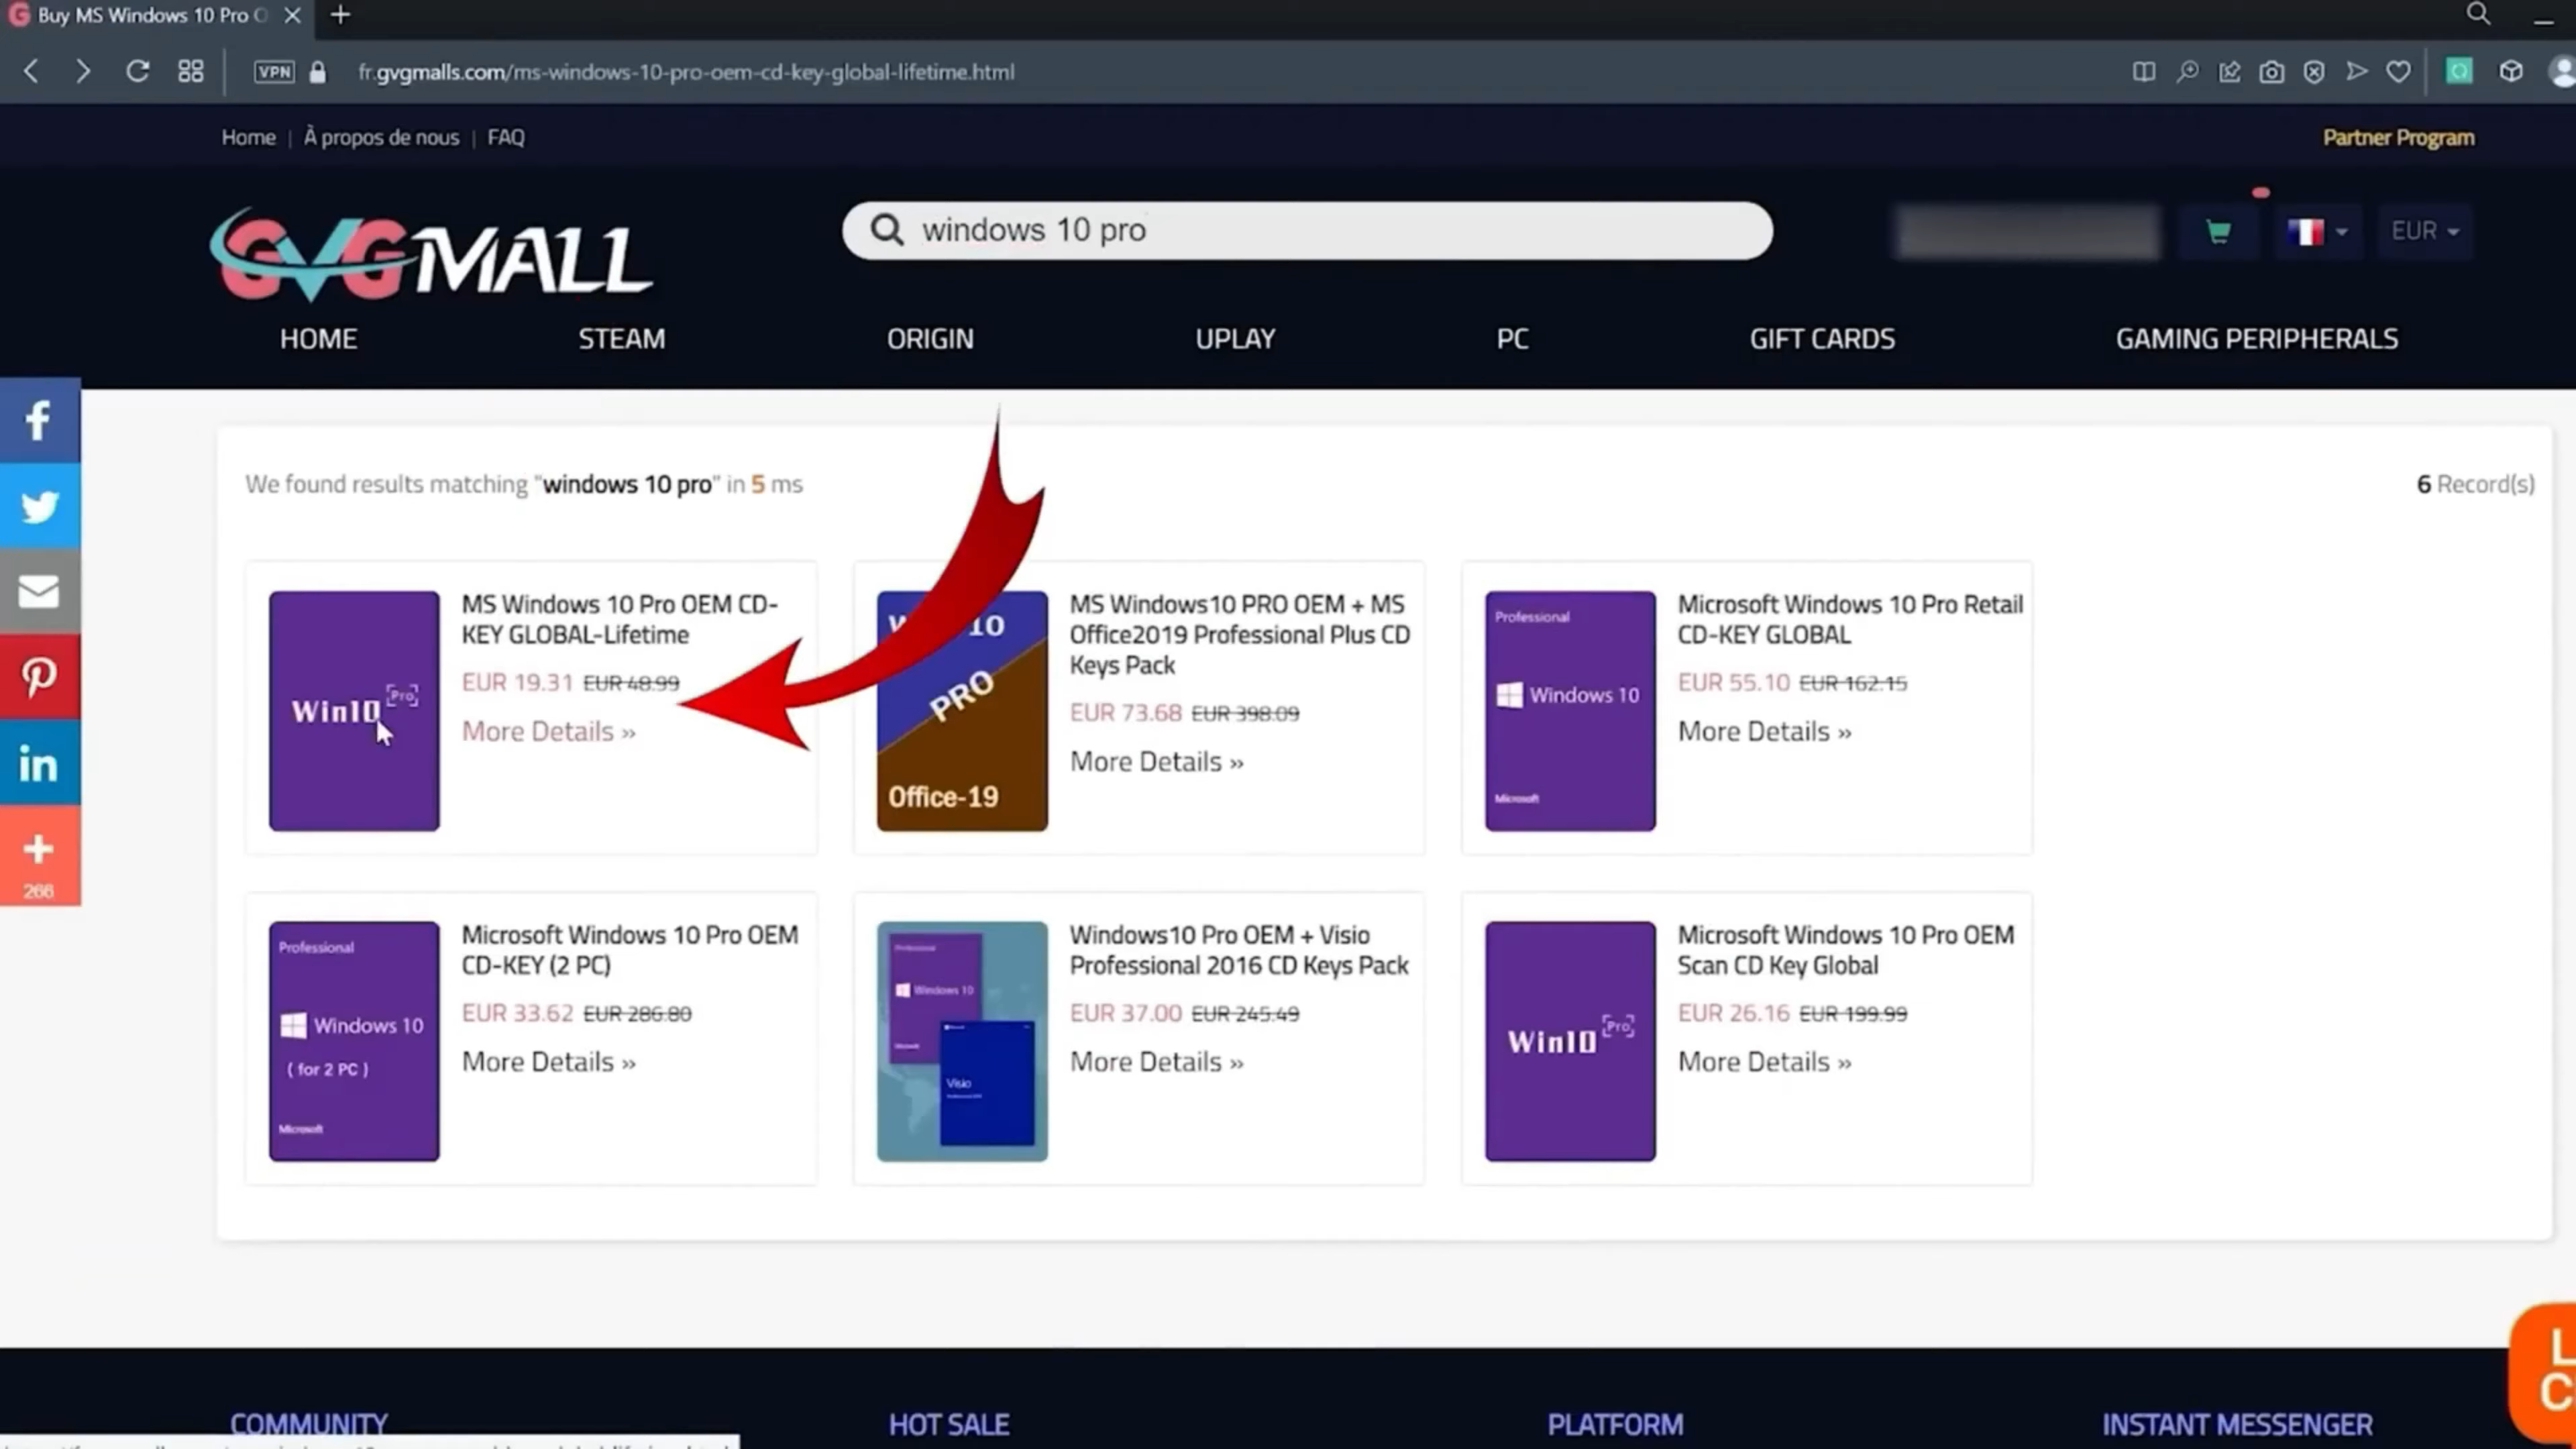 Buy MS Windows 10 Pro
VPN
fr.gvgmalls.com/ms-windows-10-pro-oem-cd-key-global-lifetime.html
Home | À propos de nous | FAQ
Partner Program
GVGMALL
windows 10 pro
EUR
HOME
STEAM
ORIGIN
UPLAY
PC
GIFT CARDS
GAMING PERIPHERALS
We found results matching "windows 10 pro" in 5 ms
6 Record(s)
Win10 Pro
MS Windows 10 Pro OEM CD-
KEY GLOBAL-Lifetime
EUR 19.31 EUR 48.99
More Details »
10
PRO
Office-19
MS Windows10 PRO OEM + MS
Office2019 Professional Plus CD
Keys Pack
EUR 73.68 EUR 398.09
More Details »
Professional
Windows 10
Microsoft
Microsoft Windows 10 Pro Retail
CD-KEY GLOBAL
EUR 55.10 EUR 162.15
More Details »
266
Professional
Windows 10
( for 2 PC )
Microsoft
Microsoft Windows 10 Pro OEM
CD-KEY (2 PC)
EUR 33.62 EUR 286.80
More Details »
Professional
Windows 10
Microsoft
Visio
Windows10 Pro OEM + Visio
Professional 2016 CD Keys Pack
EUR 37.00 EUR 245.49
More Details »
Win10 Pro
Microsoft Windows 10 Pro OEM
Scan CD Key Global
EUR 26.16 EUR 199.99
More Details »
COMMUNITY
HOT SALE
PLATFORM
INSTANT MESSENGER